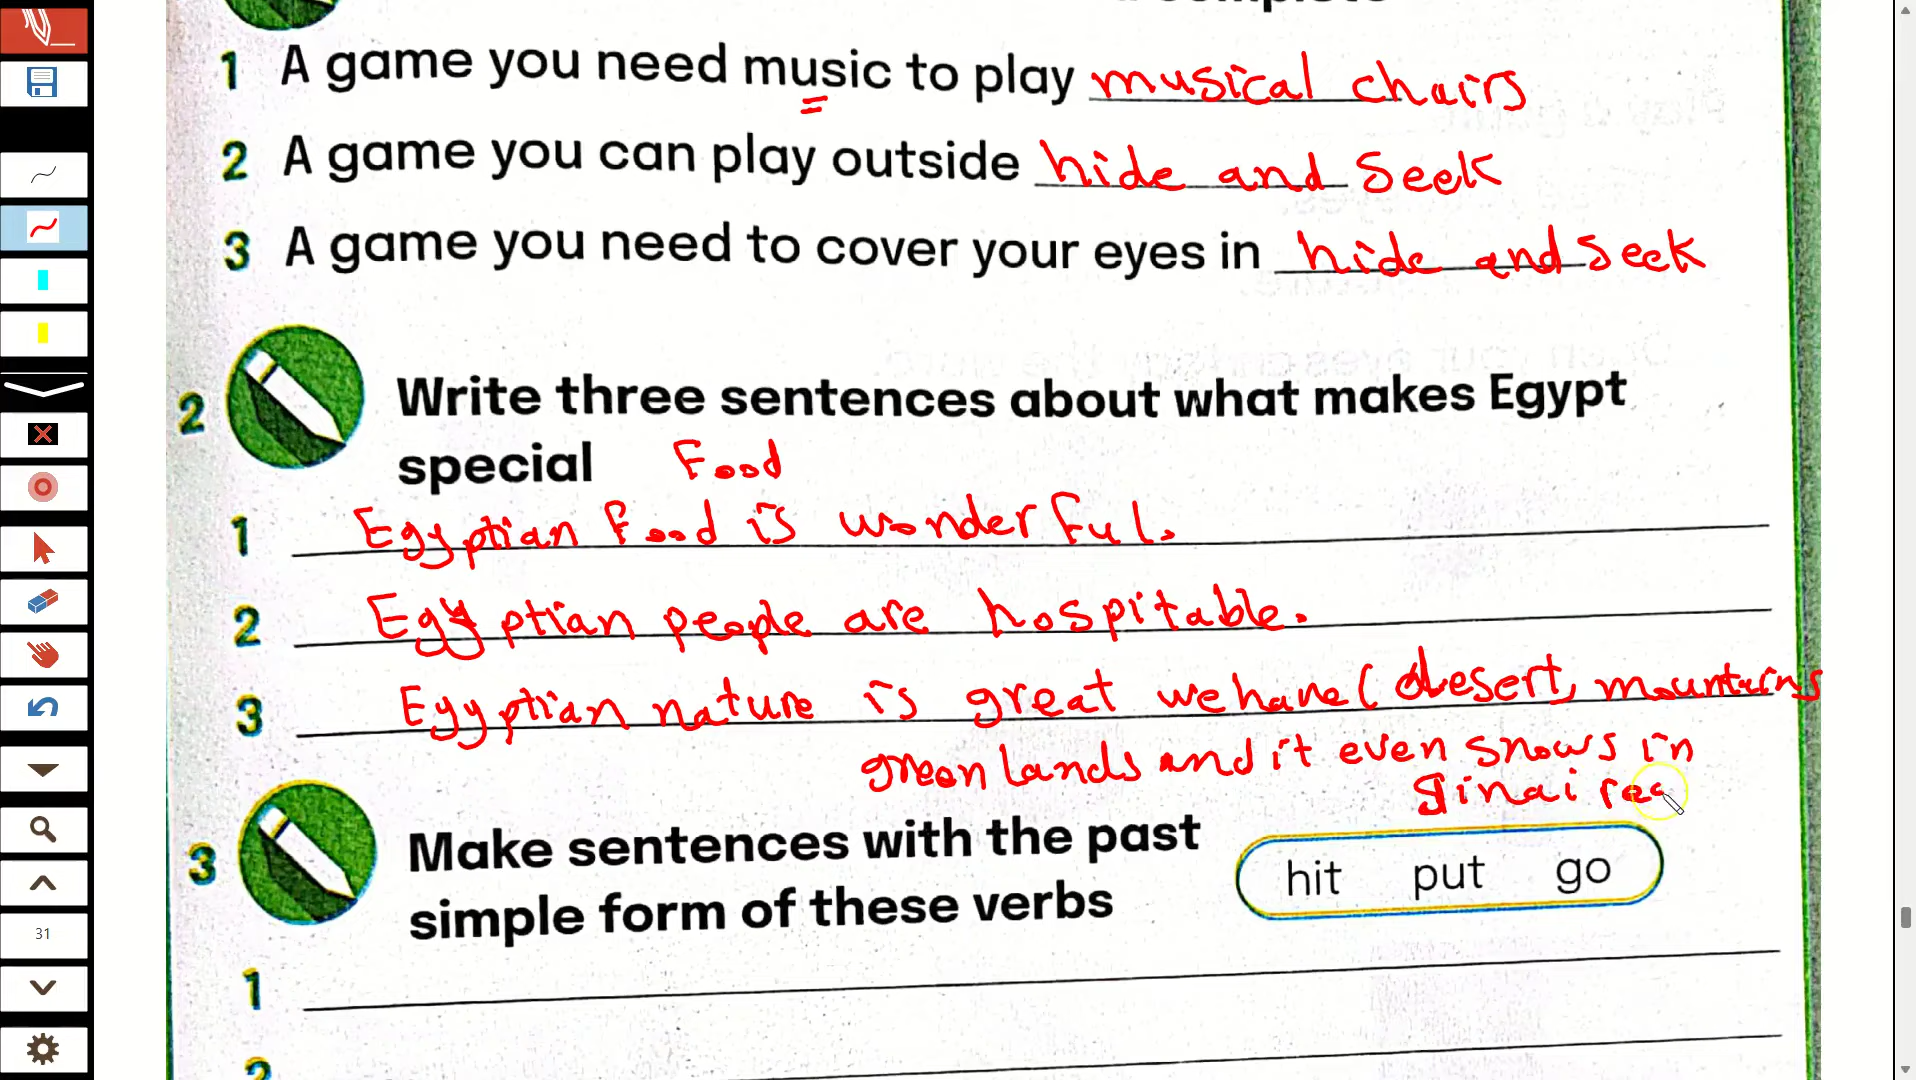 1 A game you need music to play musical chairs
2 A game you can play outside hide and seek
3 A game you need to cover your eyes in hide and seek
2 Write three sentences about what makes Egypt
special Food
1 Egyptian food is wonderful.
2 Egyptian people are hospitable.
3 Egyptian nature is great we have ( desert, mountains
green lands and it even snows in
Sinai
3 Make sentences with the past
simple form of these verbs
hit put go
1
2
31